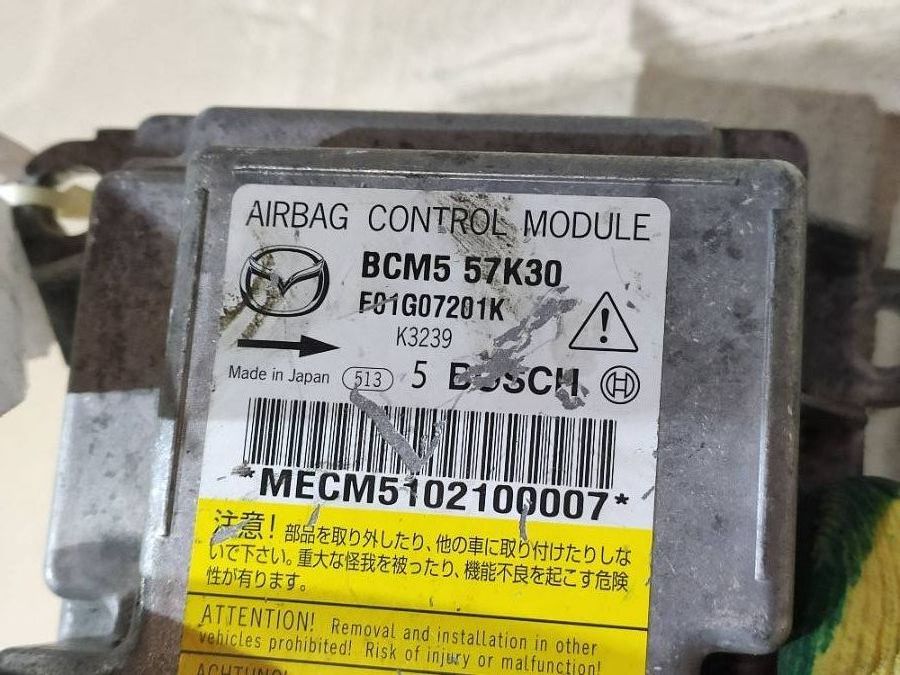 AIRBAG CONTROL MODULE
BCM5 57K30
F01G07201K
K3239
Made in Japan 513 5 BOSCH
*MECM5102100007*
注意! 部品を取り外したり、他の車に取り付けたりしな
いで下さい。重大な怪我を被ったり、機能不良を起こす危険
性が有ります。
ATTENTION! Removal and installation in other
vehicles prohibited! Risk of injury or malfunction!
ACHTUNG!